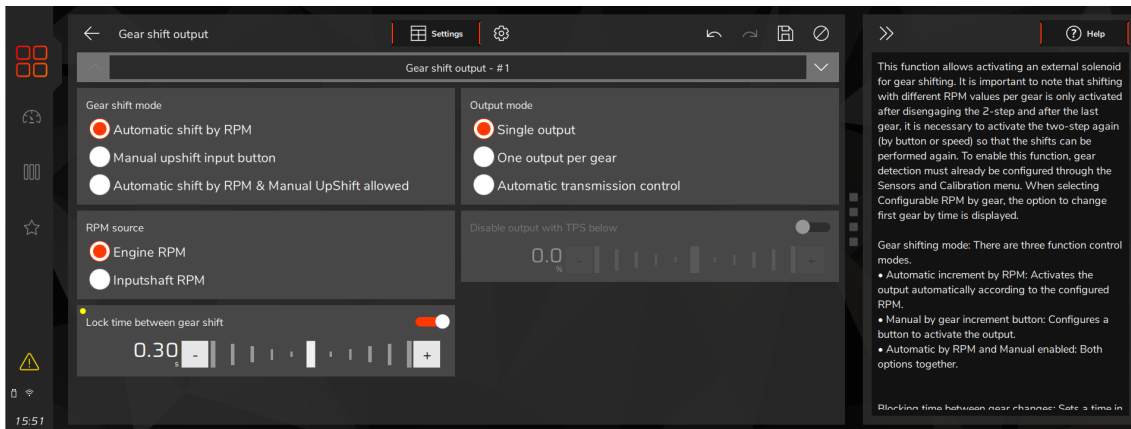 Gear shift output
Settings
Help
Gear shift output - #1
Gear shift mode
Automatic shift by RPM
Manual upshift input button
Automatic shift by RPM & Manual UpShift allowed
Output mode
Single output
One output per gear
Automatic transmission control
RPM source
Engine RPM
Inputshaft RPM
Disable output with TPS below
0.0
%
-
+
Lock time between gear shift
0.30
s
-
+
15:51
This function allows activating an external solenoid
for gear shifting. It is important to note that shifting
with different RPM values per gear is only activated
after disengaging the 2-step and after the last
gear, it is necessary to activate the two-step again
(by button or speed) so that the shifts can be
performed again. To enable this function, gear
detection must already be configured through the
Sensors and Calibration menu. When selecting
Configurable RPM by gear, the option to change
first gear by time is displayed.
Gear shifting mode: There are three function control
modes.
• Automatic increment by RPM: Activates the
output automatically according to the configured
RPM.
• Manual by gear increment button: Configures a
button to activate the output.
• Automatic by RPM and Manual enabled: Both
options together.
Blocking time between gear changes: Sets a time in